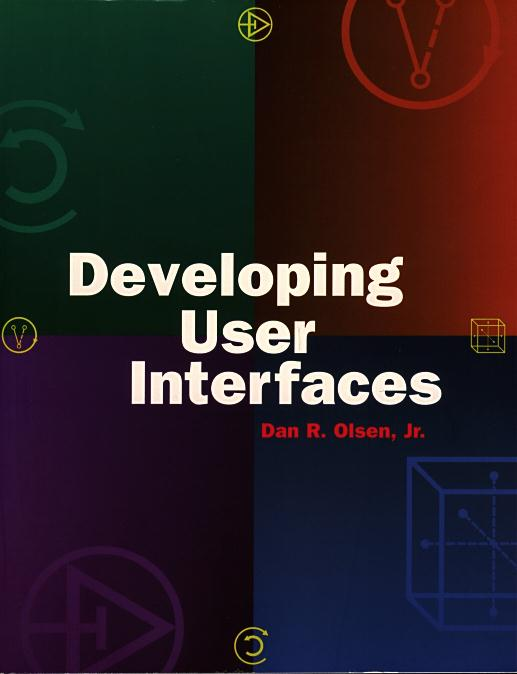 Developing
User
Interfaces
Dan R. Olsen, Jr.